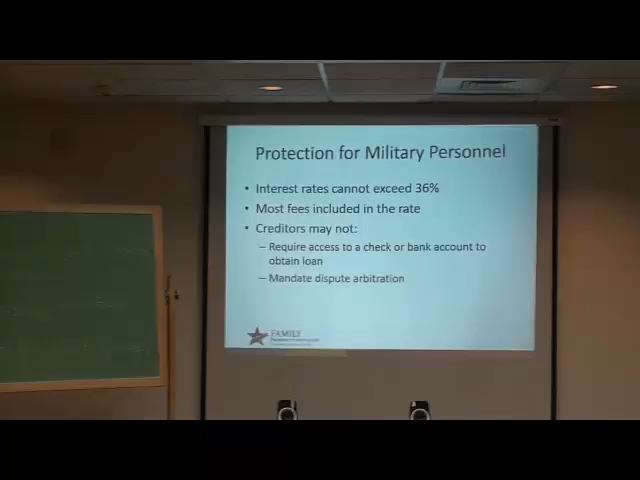 Protection for Military Personnel
• Interest rates cannot exceed 36%
• Most fees included in the rate
• Creditors may not:
– Require access to a check or bank account to
obtain loan
– Mandate dispute arbitration
FAMILY